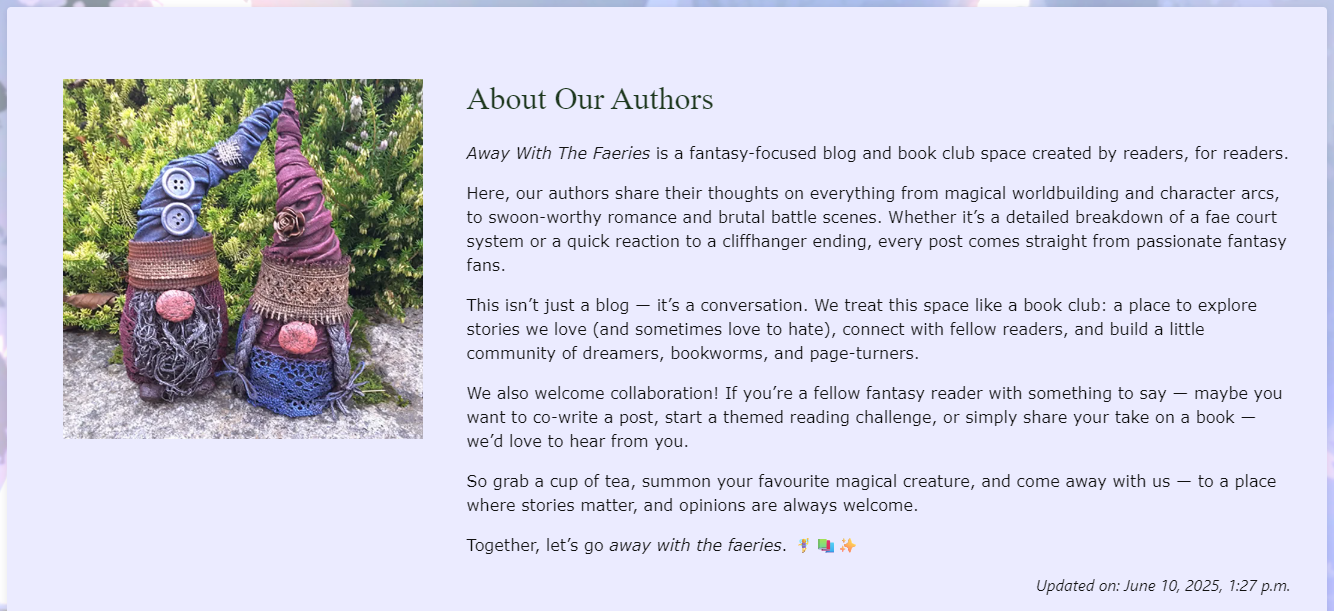 About Our Authors
Away With The Faeries is a fantasy-focused blog and book club space created by readers, for readers.
Here, our authors share their thoughts on everything from magical worldbuilding and character arcs,
to swoon-worthy romance and brutal battle scenes. Whether it’s a detailed breakdown of a fae court
system or a quick reaction to a cliffhanger ending, every post comes straight from passionate fantasy
fans.
This isn’t just a blog — it’s a conversation. We treat this space like a book club: a place to explore
stories we love (and sometimes love to hate), connect with fellow readers, and build a little
community of dreamers, bookworms, and page-turners.
We also welcome collaboration! If you’re a fellow fantasy reader with something to say — maybe you
want to co-write a post, start a themed reading challenge, or simply share your take on a book —
we’d love to hear from you.
So grab a cup of tea, summon your favourite magical creature, and come away with us — to a place
where stories matter, and opinions are always welcome.
Together, let’s go away with the faeries. 🧚📚✨
Updated on: June 10, 2025, 1:27 p.m.